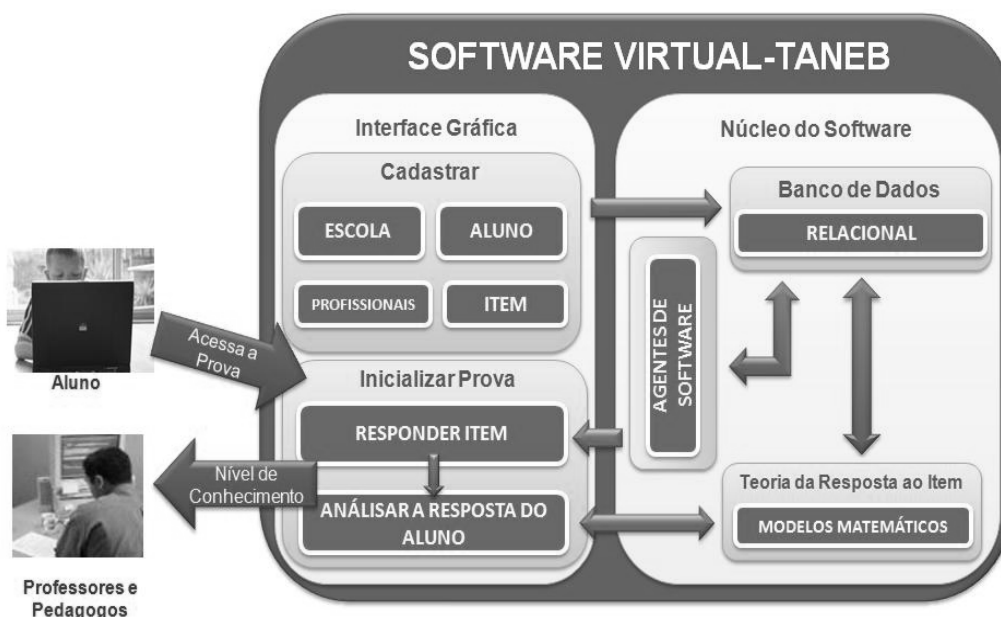 SOFTWARE VIRTUAL-TANEB
Interface Gráfica
Cadastrar
ESCOLA
ALUNO
PROFISSIONAIS
ITEM
Inicializar Prova
RESPONDER ITEM
ANÁLISAR A RESPOSTA DO
ALUNO
Núcleo do Software
Banco de Dados
RELACIONAL
AGENTES DE
SOFTWARE
Teoria da Resposta ao Item
MODELOS MATEMÁTICOS
Acessa a
Prova
Aluno
Nível de
Conhecimento
Professores e
Pedagogos